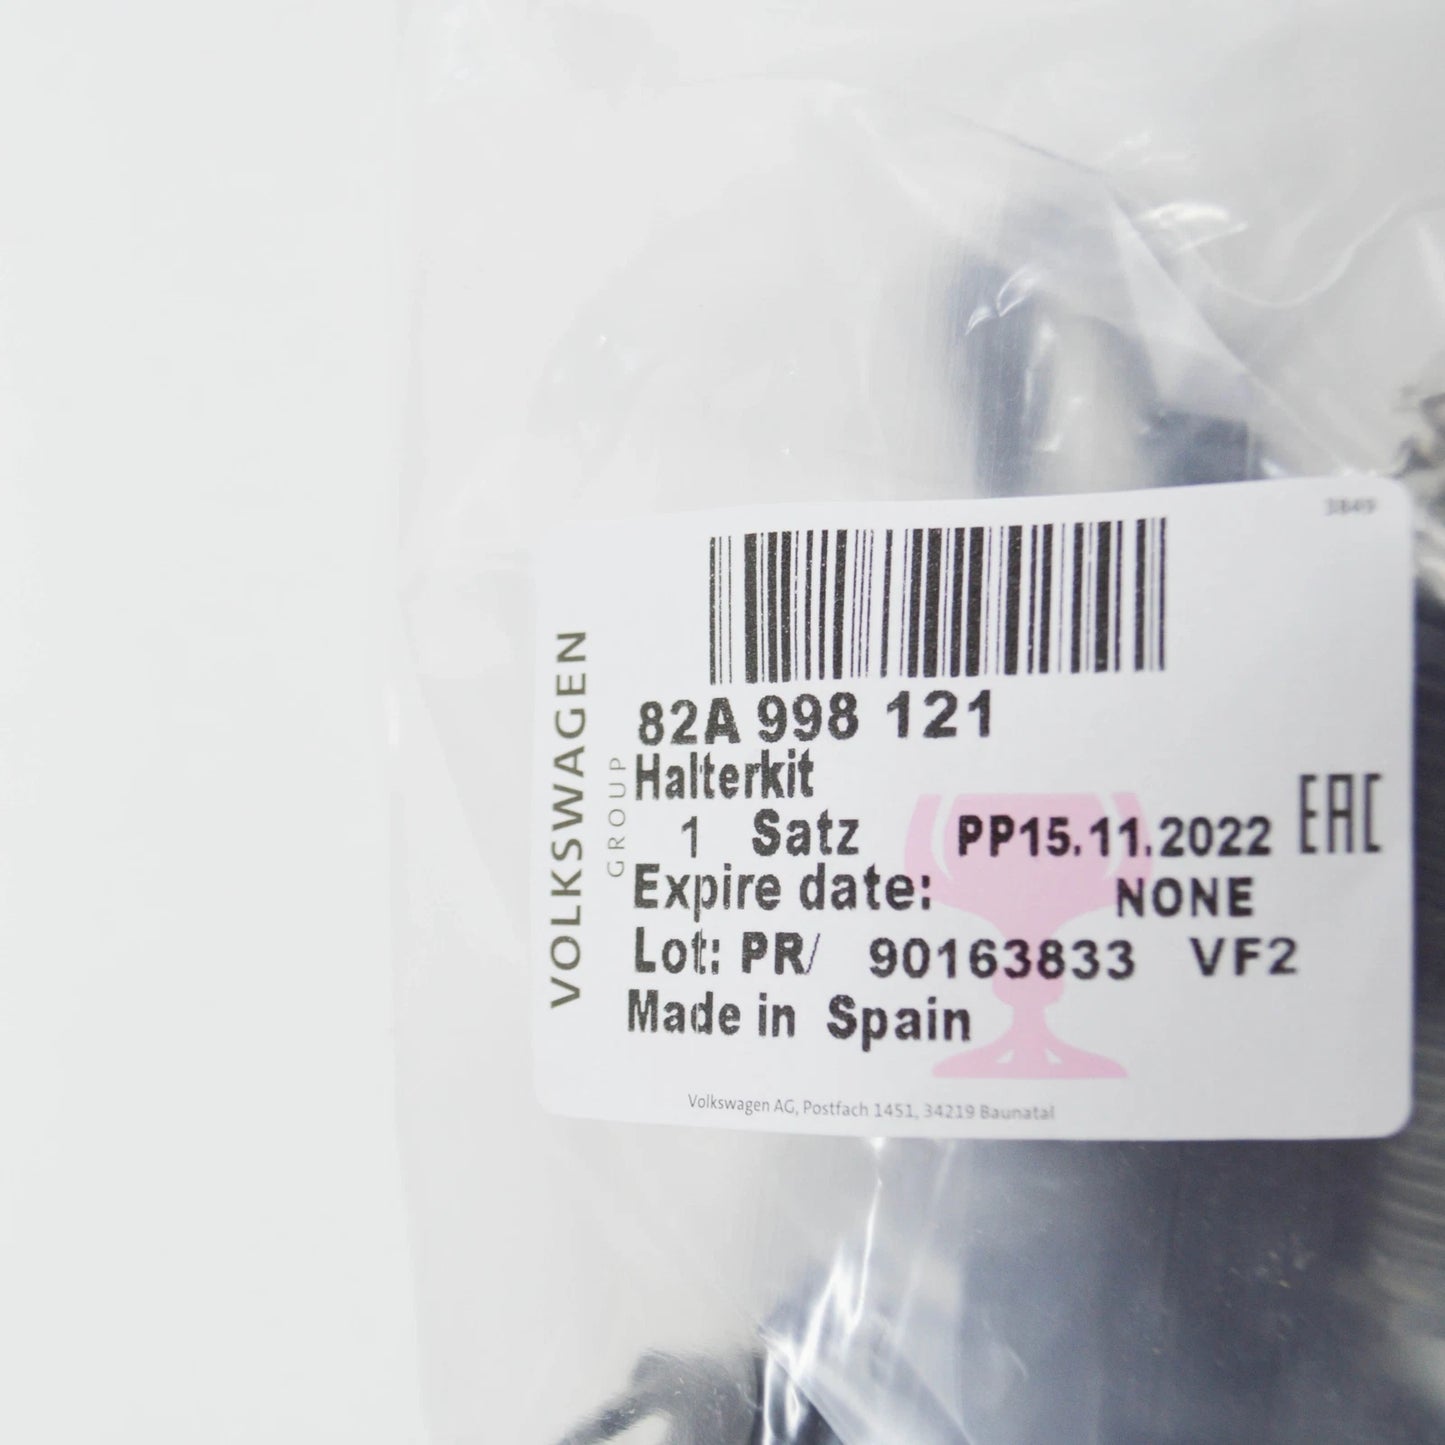 3849
VOLKSWAGEN
GROUP
82A 998 121
Halterkit
1 Satz PP15.11.2022 EAC
Expire date: NONE
Lot: PR/ 90163833 VF2
Made in Spain
Volkswagen AG, Postfach 1451, 34219 Baunatal